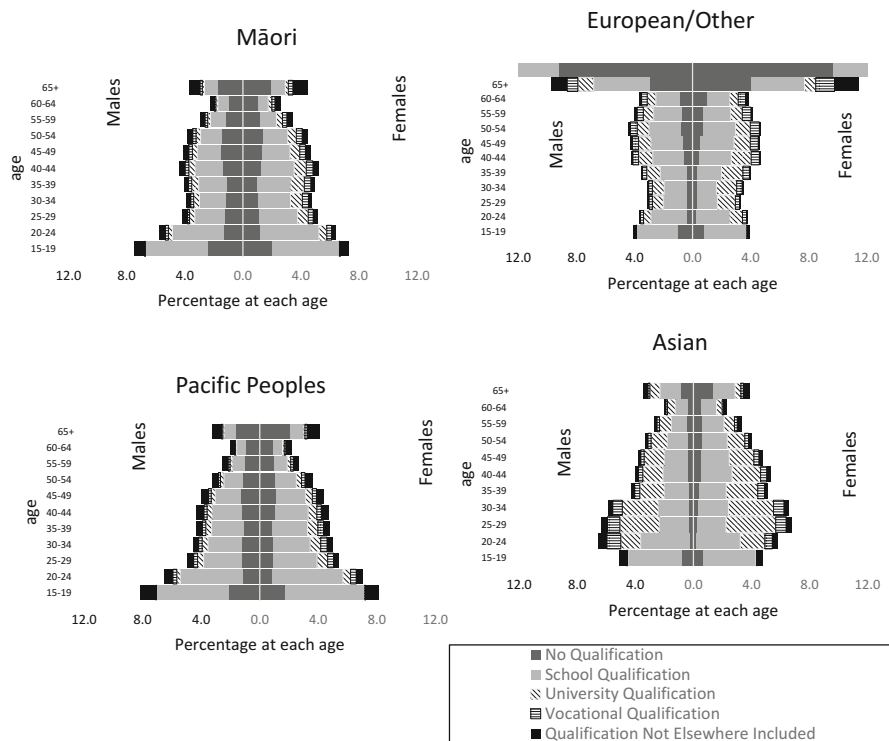 Māori
Males
Females
age
65+
60-64
55-59
50-54
45-49
40-44
35-39
30-34
25-29
20-24
15-19
12.0 8.0 4.0 0.0 4.0 8.0 12.0
Percentage at each age
European/Other
Males
Females
age
65+
60-64
55-59
50-54
45-49
40-44
35-39
30-34
25-29
20-24
15-19
12.0 8.0 4.0 0.0 4.0 8.0 12.0
Percentage at each age
Pacific Peoples
Males
Females
age
65+
60-64
55-59
50-54
45-49
40-44
35-39
30-34
25-29
20-24
15-19
12.0 8.0 4.0 0.0 4.0 8.0 12.0
Percentage at each age
Asian
Males
Females
age
65+
60-64
55-59
50-54
45-49
40-44
35-39
30-34
25-29
20-24
15-19
12.0 8.0 4.0 0.0 4.0 8.0 12.0
Percentage at each age
No Qualification
School Qualification
University Qualification
Vocational Qualification
Qualification Not Elsewhere Included